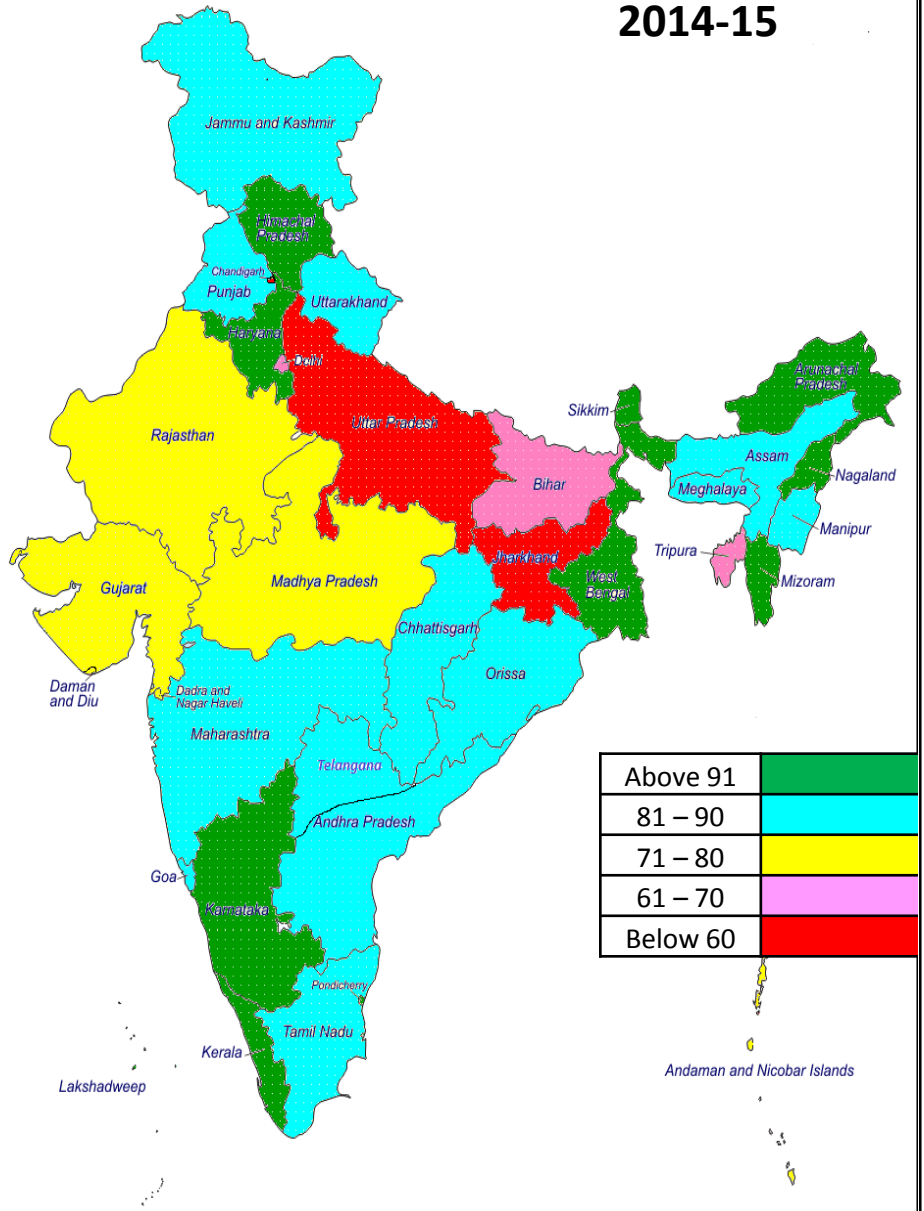 2014-15
Jammu and Kashmir
Himachal
Pradesh
Chandigarh
Punjab
Uttarakhand
Haryana
Delhi
Arunachal
Pradesh
Sikkim
Rajasthan
Uttar Pradesh
Assam
Nagaland
Bihar
Meghalaya
Manipur
Tripura
Jharkhand
Mizoram
Gujarat
Madhya Pradesh
West
Bengal
Chhattisgarh
Orissa
Daman
and Diu
Dadra and
Nagar Haveli
Maharashtra
Telangana
Andhra Pradesh
Goa
Karnataka
Pondicherry
Tamil Nadu
Kerala
Lakshadweep
Above 91
81 – 90
71 – 80
61 – 70
Below 60
Andaman and Nicobar Islands